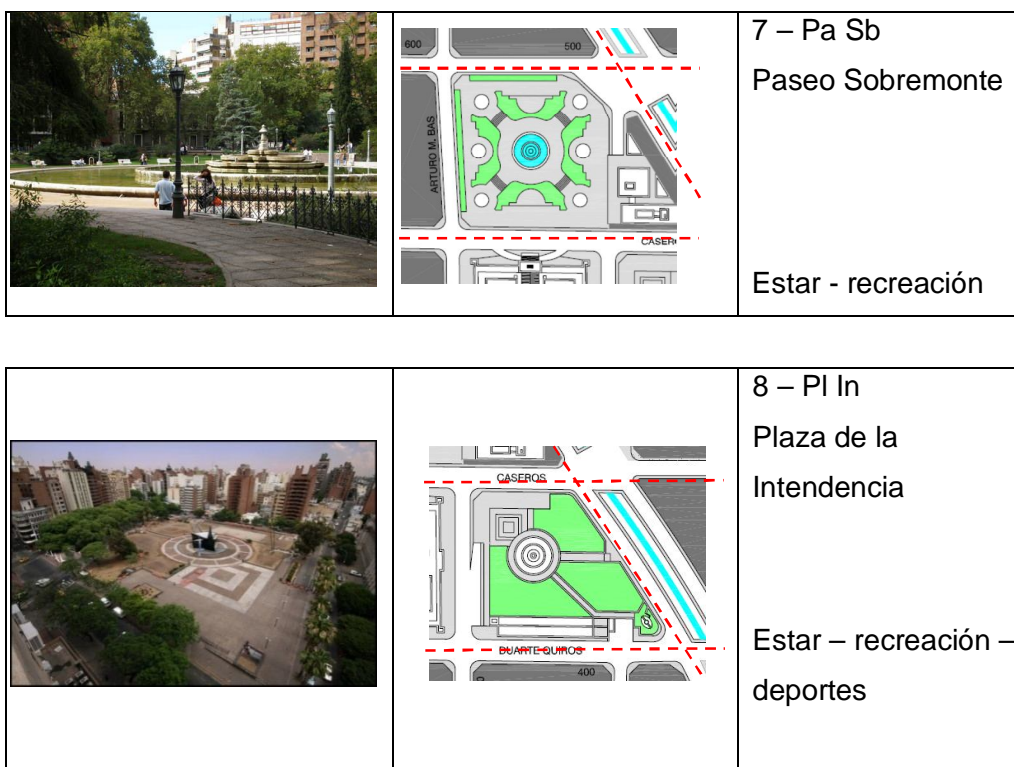 600
500
ARTURO M. BAS
CASER
7 – Pa Sb
Paseo Sobremonte
Estar - recreación
CASEROS
DUARTE QUIROS
400
8 – Pl In
Plaza de la
Intendencia
Estar – recreación –
deportes